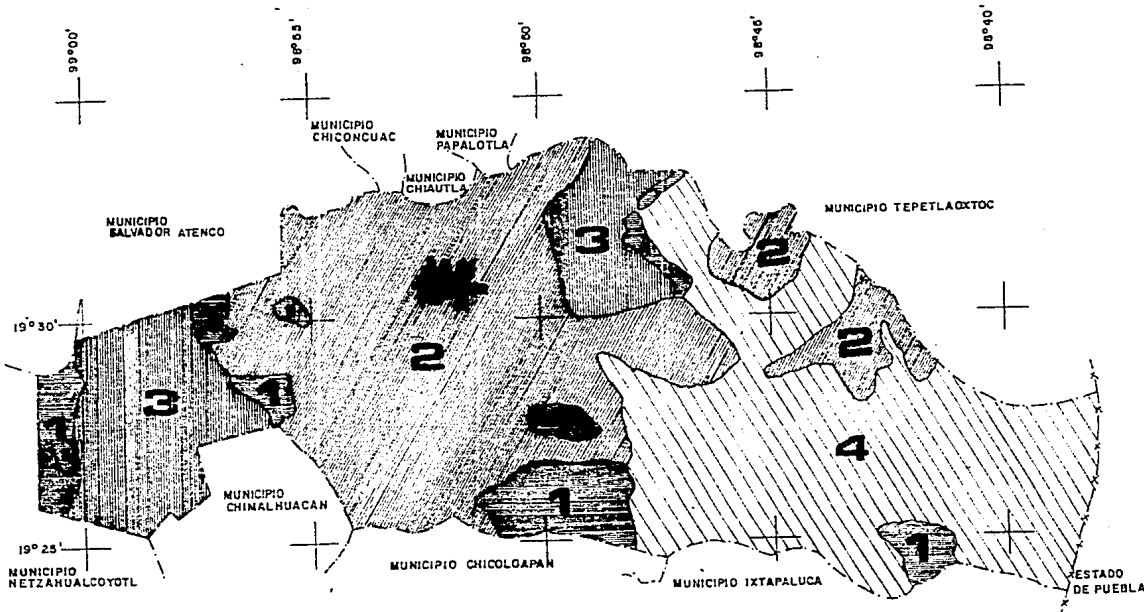 99°00'
98°55'
98°50'
98°45'
98°40'
MUNICIPIO
CHICONCUAC
MUNICIPIO
PAPALOTLA
MUNICIPIO
CHIAUTLA
MUNICIPIO
SALVADOR ATENCO
MUNICIPIO TEPETLAOXTOC
3
2
1
19°30'
2
2
3
1
1
4
1
1
MUNICIPIO
CHIMALHUACAN
19°25'
MUNICIPIO
NETZAHUALCOYOTL
MUNICIPIO CHICOLOAPAN
MUNICIPIO IXTAPALUCA
ESTADO
DE PUEBLA